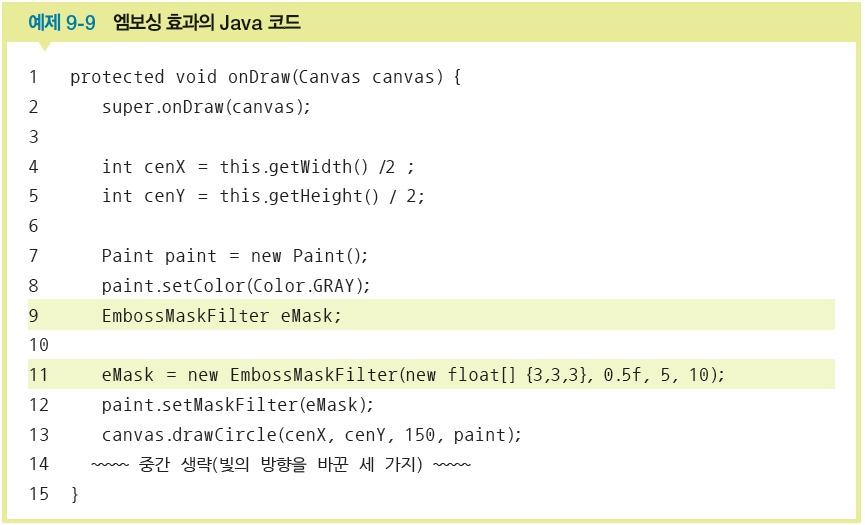 예제 9-9 엠보싱 효과의 Java 코드
1 protected void onDraw(Canvas canvas) {
2 super.onDraw(canvas);
3
4 int cenX = this.getWidth() /2 ;
5 int cenY = this.getHeight() / 2;
6
7 Paint paint = new Paint();
8 paint.setColor(Color.GRAY);
9 EmbossMaskFilter eMask;
10
11 eMask = new EmbossMaskFilter(new float[] {3,3,3}, 0.5f, 5, 10);
12 paint.setMaskFilter(eMask);
13 canvas.drawCircle(cenX, cenY, 150, paint);
14 ~~~~~ 중간 생략(빛의 방향을 바꾼 세 가지) ~~~~~
15 }